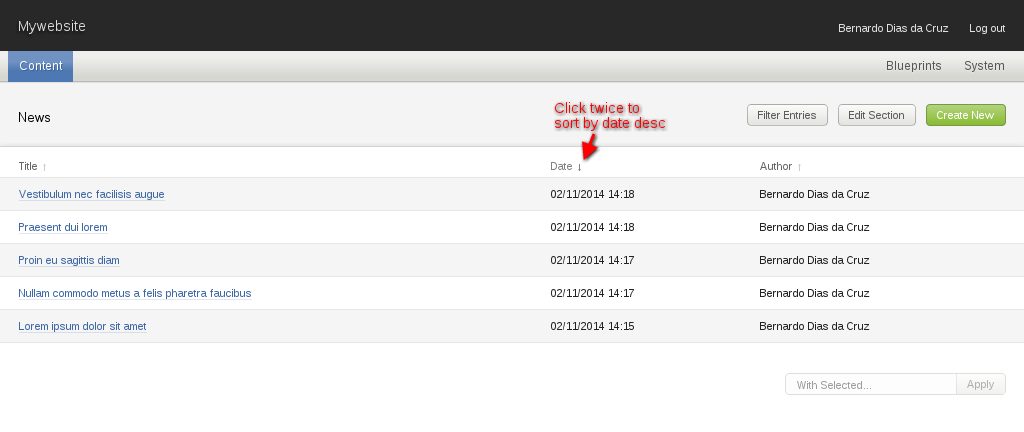 Mywebsite
Bernardo Dias da Cruz Log out
Content Blueprints System
News
Click twice to
sort by date desc
Filter Entries Edit Section Create New
Title ↑ Date ↓ Author ↑
Vestibulum nec facilisis augue 02/11/2014 14:18 Bernardo Dias da Cruz
Praesent dui lorem 02/11/2014 14:18 Bernardo Dias da Cruz
Proin eu sagittis diam 02/11/2014 14:17 Bernardo Dias da Cruz
Nullam commodo metus a felis pharetra faucibus 02/11/2014 14:17 Bernardo Dias da Cruz
Lorem ipsum dolor sit amet 02/11/2014 14:15 Bernardo Dias da Cruz
With Selected... Apply